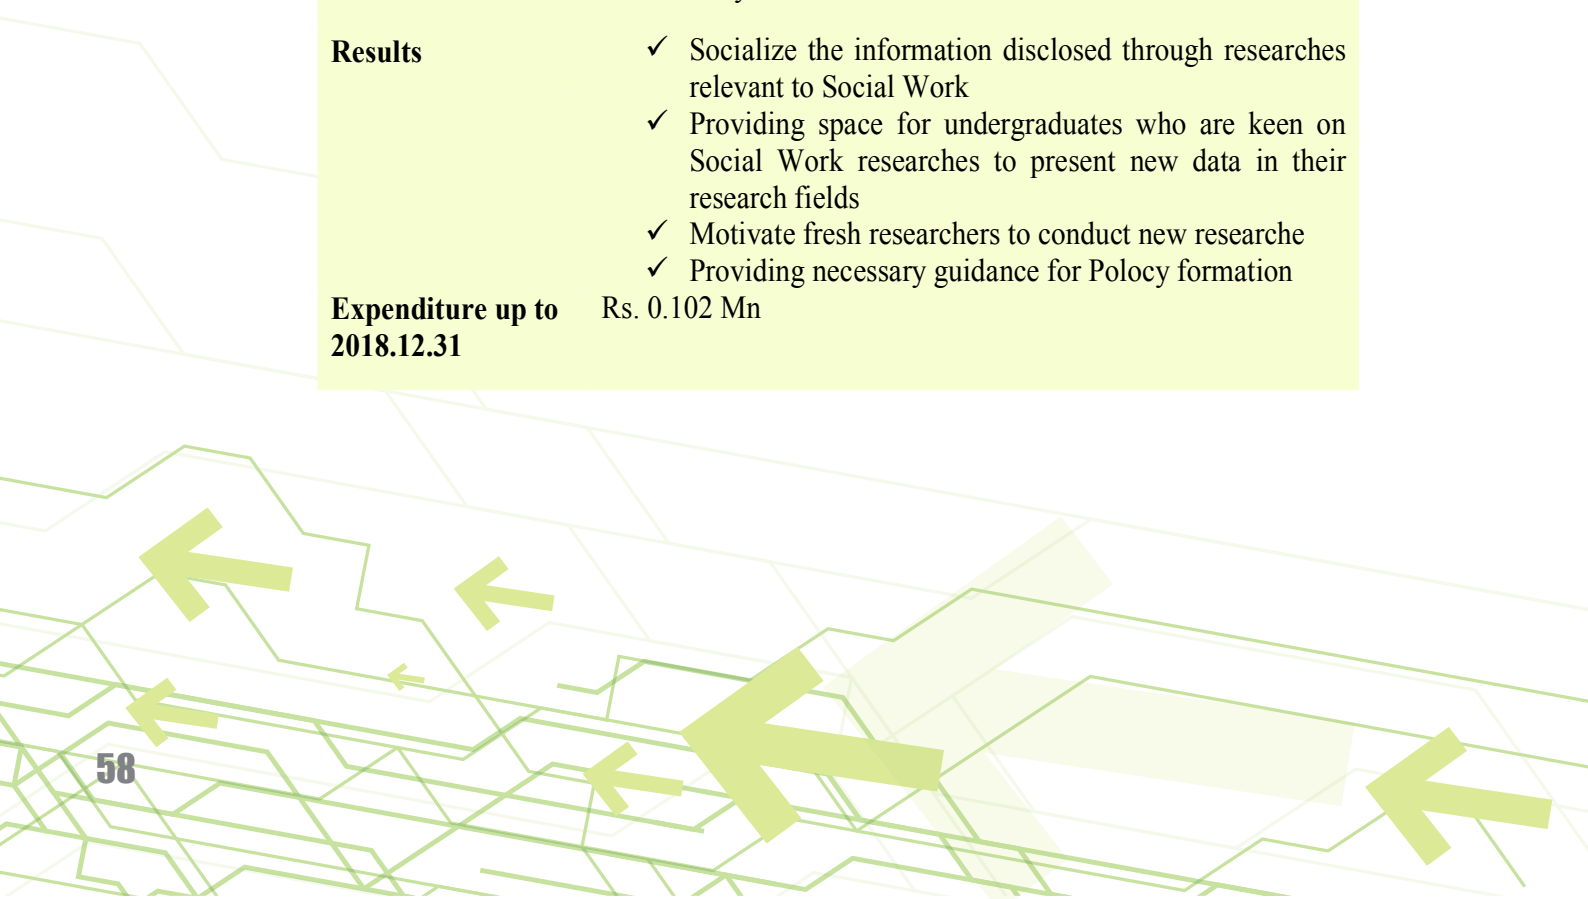 Results ✓ Socialize the information disclosed through researches
relevant to Social Work
✓ Providing space for undergraduates who are keen on
Social Work researches to present new data in their
research fields
✓ Motivate fresh researchers to conduct new researche
✓ Providing necessary guidance for Polocy formation
Expenditure up to Rs. 0.102 Mn
2018.12.31
58